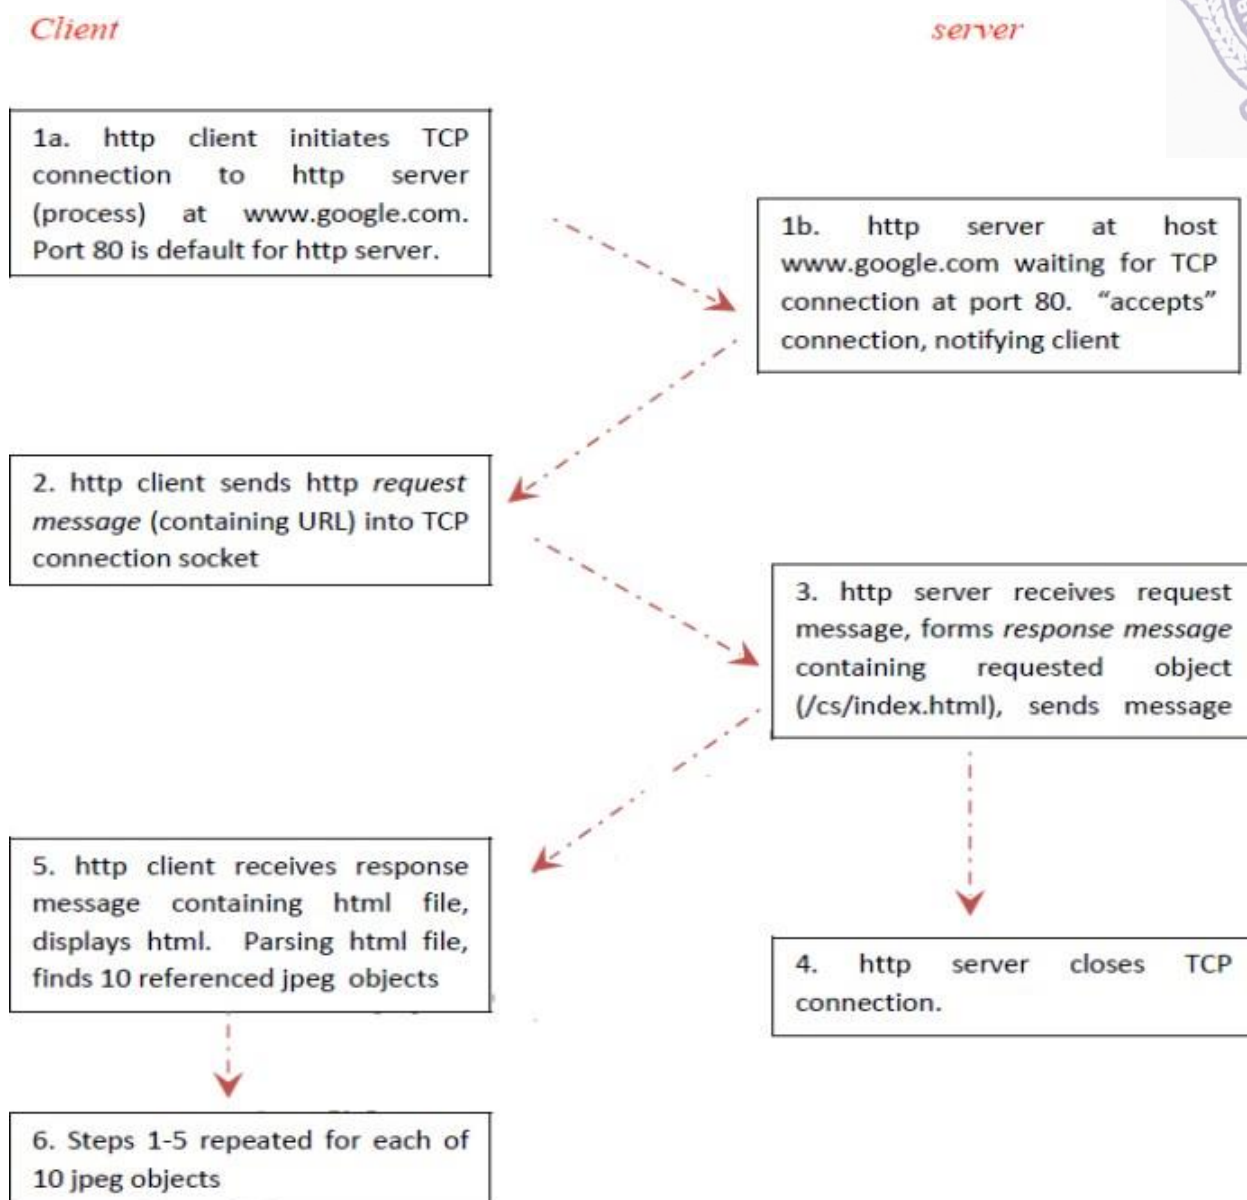 Client
server
1a. http client initiates TCP
connection to http server
(process) at www.google.com.
Port 80 is default for http server.
1b. http server at host
www.google.com waiting for TCP
connection at port 80. “accepts”
connection, notifying client
2. http client sends http request
message (containing URL) into TCP
connection socket
3. http server receives request
message, forms response message
containing requested object
(/cs/index.html), sends message
5. http client receives response
message containing html file,
displays html. Parsing html file,
finds 10 referenced jpeg objects
4. http server closes TCP
connection.
6. Steps 1-5 repeated for each of
10 jpeg objects